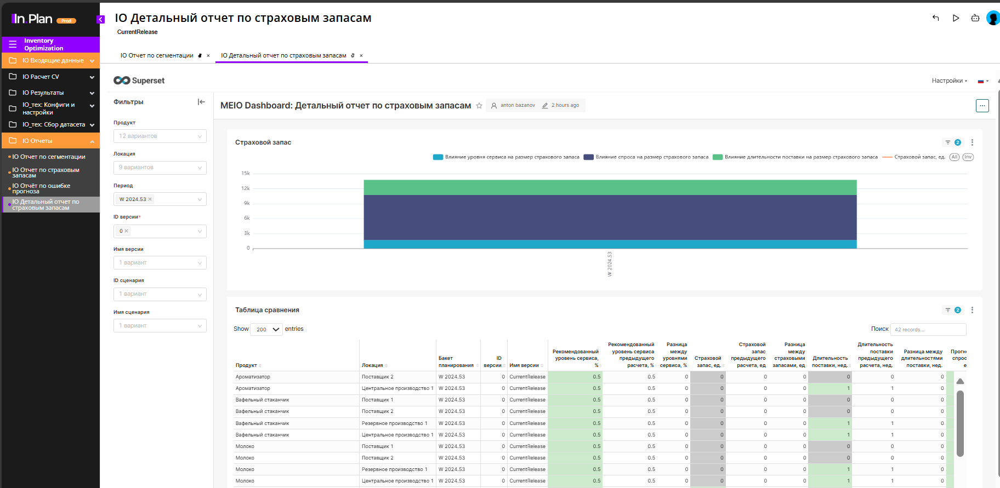 In.Plan Prod
Inventory
Optimization
IO Входящие данные
IO Расчет CV
IO Результаты
IO_тех: Конфиги и
настройки
IO_тех: Сбор датасета
IO Отчеты
IO Отчет по сегментации
IO Отчет по страховым
запасам
IO Отчёт по ошибке
прогноза
IO Детальный отчет по
страховым запасам
IO Детальный отчет по страховым запасам
CurrentRelease
IO Отчет по сегментации × IO Детальный отчет по страховым запасам ×
Superset
Настройки
Фильтры
Продукт
12 вариантов
Локация
9 вариантов
Период
W 2024.53 ×
ID версии*
0 ×
Имя версии
1 вариант
ID сценария
1 вариант
Имя сценария
1 вариант
MEIO Dashboard: Детальный отчет по страховым запасам anton bazanov 2 hours ago
Страховой запас 2
Влияние уровня сервиса на размер страхового запаса Влияние спроса на размер страхового запаса Влияние длительности поставки на размер страхового запаса Страховой запас, ед. All Inv
15k
12k
9k
6k
3k
0
W 2024.53
Таблица сравнения 2
Show 200 entries Поиск 42 records...
Продукт
Локация
Бакет
планирования
ID
версии
Имя версии
Рекомендованный
уровень сервиса,
%
Рекомендованный
уровень сервиса
предыдущего
расчета, %
Разница
между
уровнями
сервиса, %
Страховой
запас, ед.
Страховой
запас
предыдущего
расчета, ед
Разница
между
страховыми
запасами, ед
Длительность
поставки, нед.
Длительность
поставки
предыдущего
расчета, нед.
Разница между
длительностями
поставки, нед.
Ароматизатор Поставщик 2 W 2024.53 0 CurrentRelease 0.5 0.5 0 0 0 0 0 0 0
Ароматизатор Центральное производство 1 W 2024.53 0 CurrentRelease 0.5 0.5 0 0 0 0 1 1 0
Вафельный стаканчик Поставщик 1 W 2024.53 0 CurrentRelease 0.5 0.5 0 0 0 0 0 0 0
Вафельный стаканчик Поставщик 2 W 2024.53 0 CurrentRelease 0.5 0.5 0 0 0 0 0 0 0
Вафельный стаканчик Резервное производство 1 W 2024.53 0 CurrentRelease 0.5 0.5 0 0 0 0 1 1 0
Вафельный стаканчик Центральное производство 1 W 2024.53 0 CurrentRelease 0.5 0.5 0 0 0 0 1 1 0
Молоко Поставщик 1 W 2024.53 0 CurrentRelease 0.5 0.5 0 0 0 0 0 0 0
Молоко Поставщик 2 W 2024.53 0 CurrentRelease 0.5 0.5 0 0 0 0 0 0 0
Молоко Резервное производство 1 W 2024.53 0 CurrentRelease 0.5 0.5 0 0 0 0 1 1 0
Молоко Центральное производство 1 W 2024.53 0 CurrentRelease 0.5 0.5 0 0 0 0 1 1 0